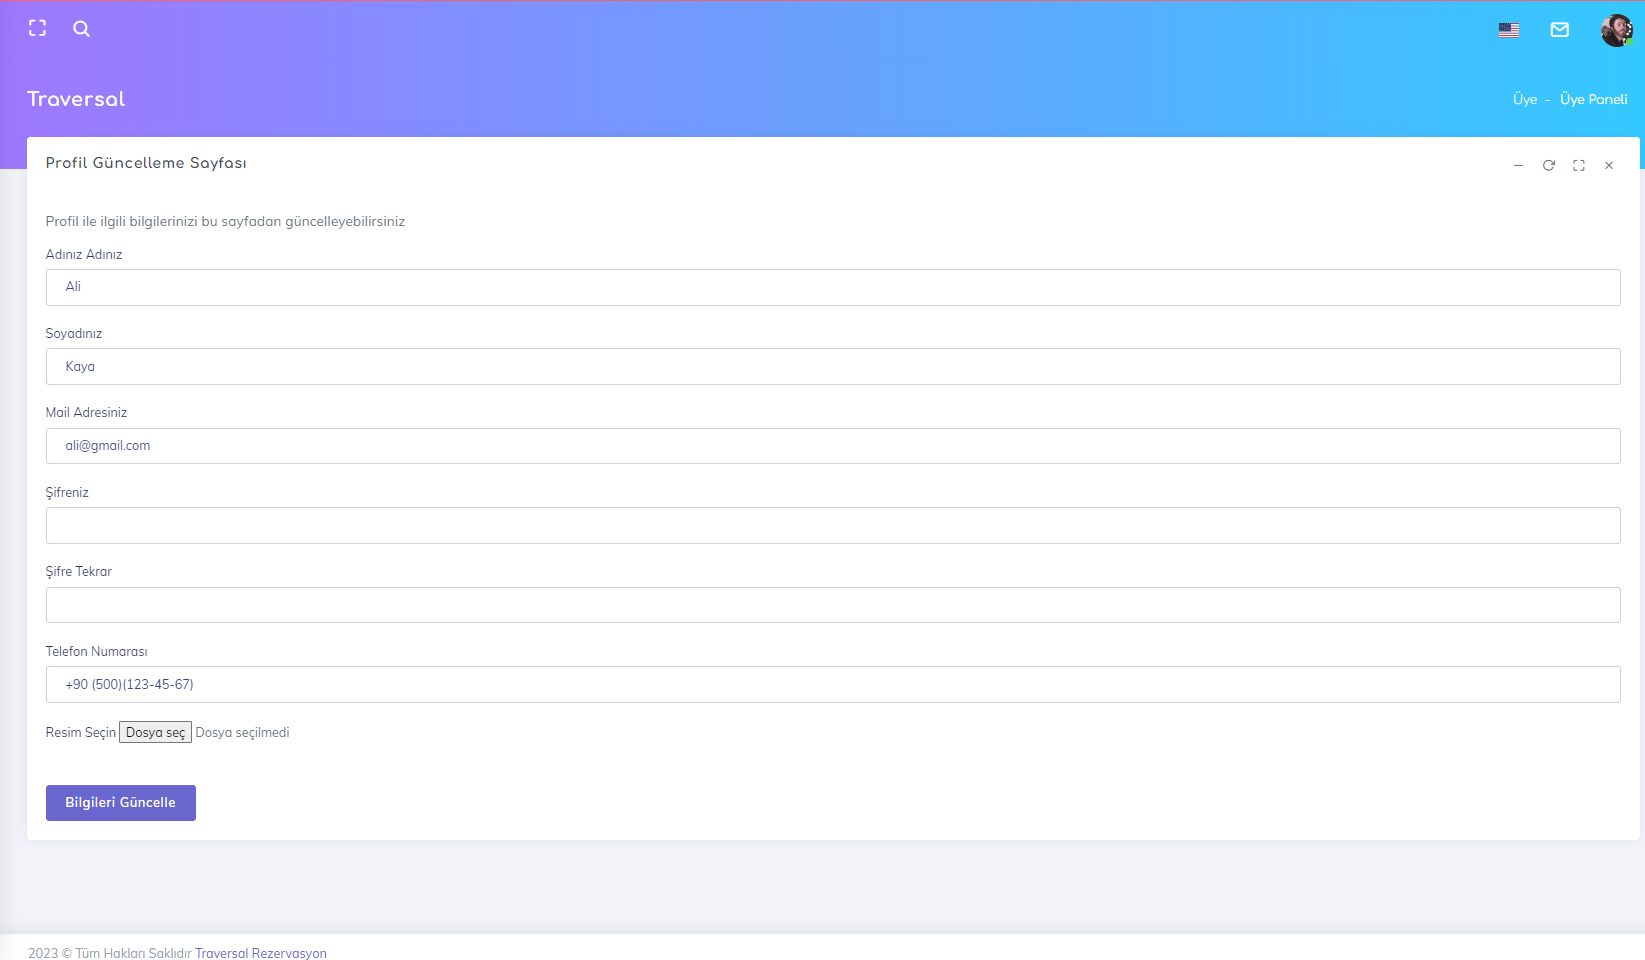 Traversal
Üye - Üye Paneli
Profil Güncelleme Sayfası
Profil ile ilgili bilgilerinizi bu sayfadan güncelleyebilirsiniz
Adınız Adınız
Ali
Soyadınız
Kaya
Mail Adresiniz
ali@gmail.com
Şifreniz
Şifre Tekrar
Telefon Numarası
+90 (500)(123-45-67)
Resim Seçin Dosya seç Dosya seçilmedi
Bilgileri Güncelle
2023 © Tüm Hakları Saklıdır Traversal Rezervasyon